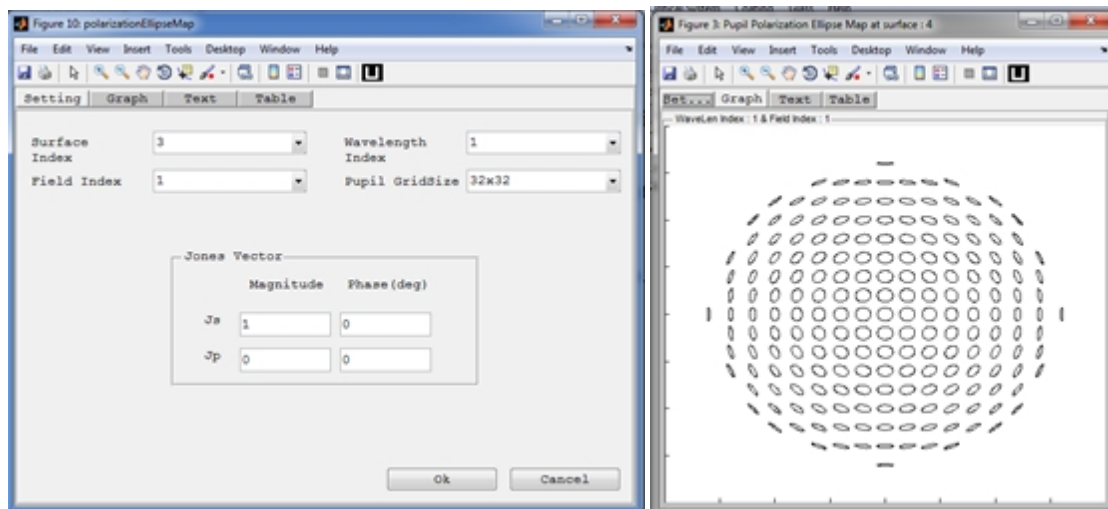 Figure 10: polarizationEllipseMap
File Edit View Insert Tools Desktop Window Help
Setting Graph Text Table
Surface Index 3
Wavelength Index 1
Field Index 1
Pupil GridSize 32x32
Jones Vector
Magnitude Phase(deg)
Js 1 0
Jp 0 0
Ok Cancel
Figure 3: Pupil Polarization Ellipse Map at surface : 4
File Edit View Insert Tools Desktop Window Help
Set... Graph Text Table
WaveLen Index : 1 & Field Index : 1